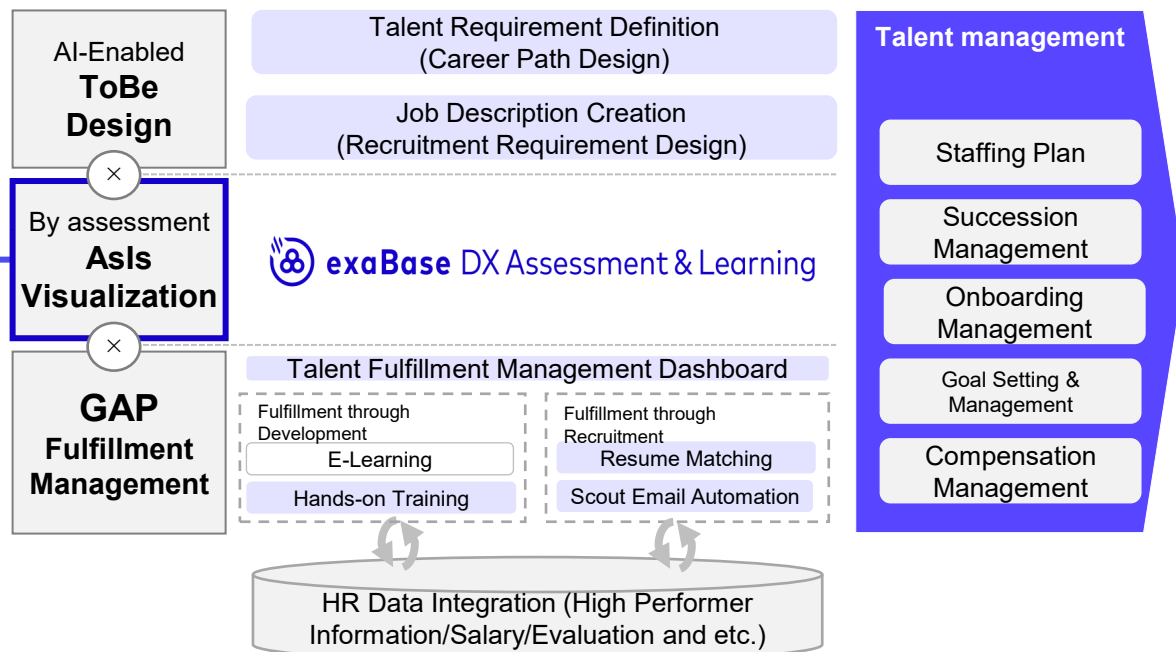 AI-Enabled
ToBe
Design
Talent Requirement Definition
(Career Path Design)
Job Description Creation
(Recruitment Requirement Design)
×
By assessment
AsIs
Visualization
exaBase DX Assessment & Learning
×
GAP
Fulfillment
Management
Talent Fulfillment Management Dashboard
Fulfillment through
Development
E-Learning
Hands-on Training
Fulfillment through
Recruitment
Resume Matching
Scout Email Automation
HR Data Integration (High Performer
Information/Salary/Evaluation and etc.)
Talent management
Staffing Plan
Succession
Management
Onboarding
Management
Goal Setting &
Management
Compensation
Management